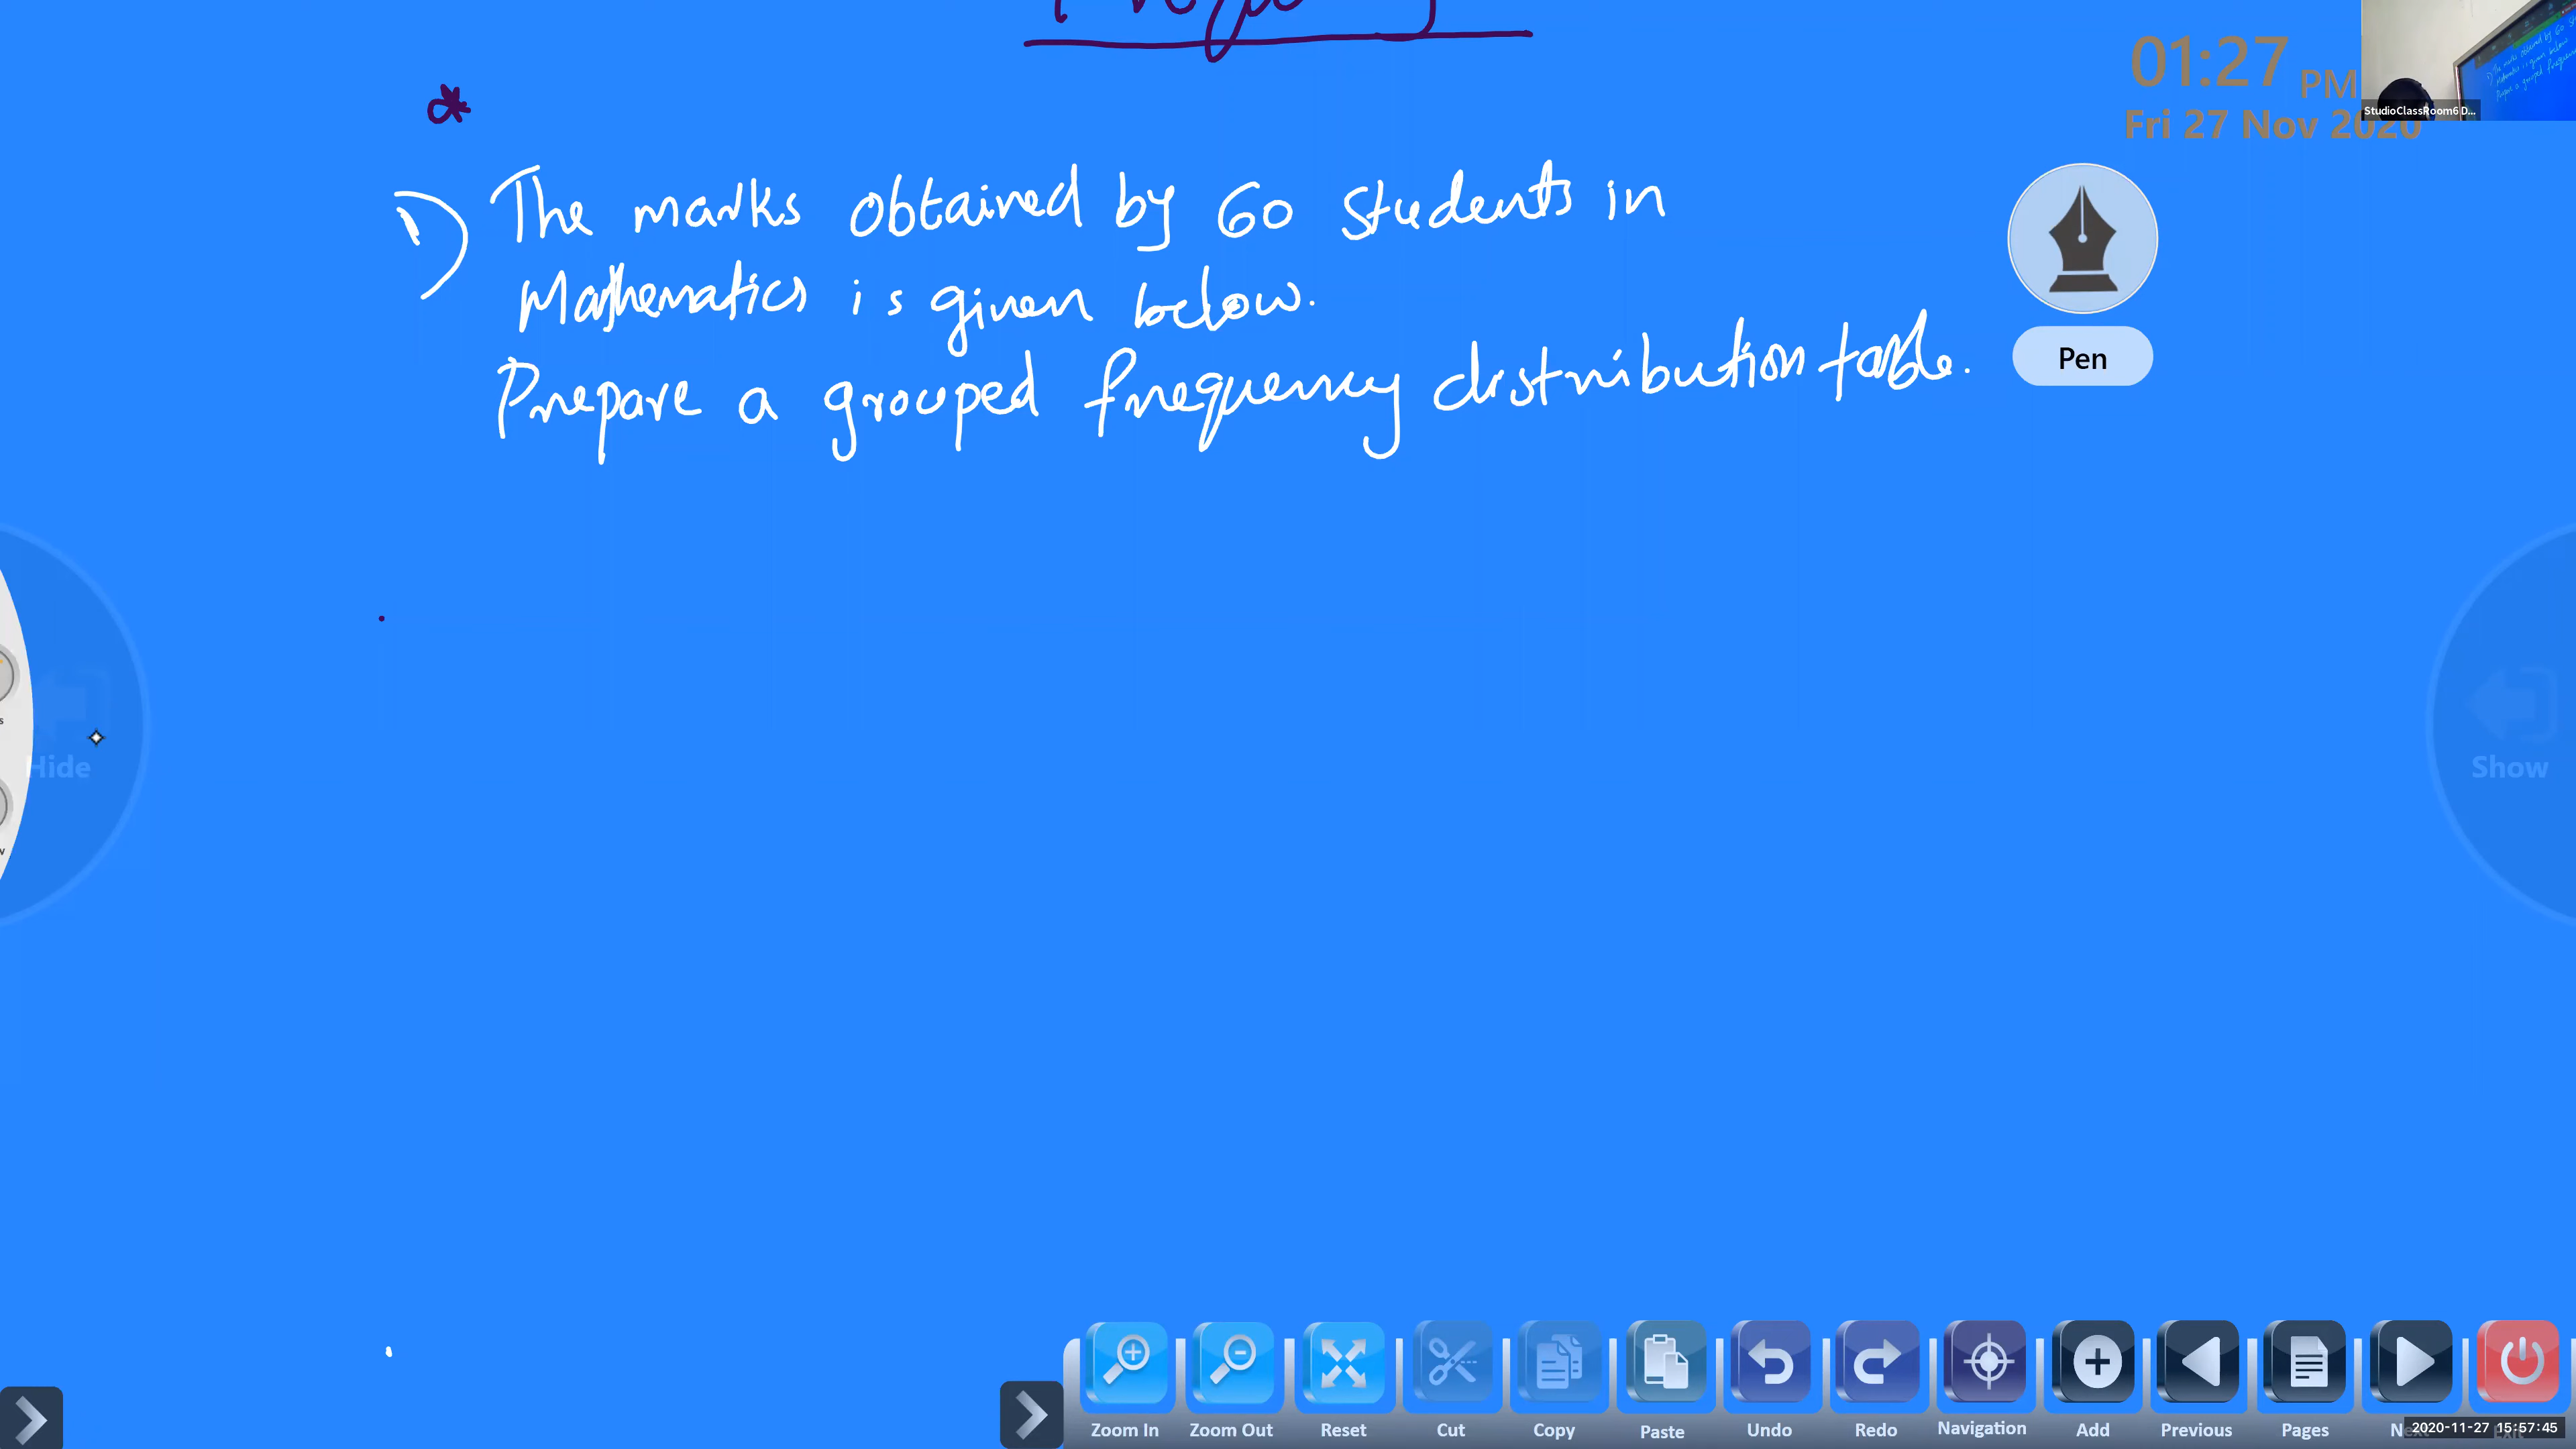 01:27 PM
Fri 27 Nov 2020
StudioClassRoom6 D...
*
1) The marks obtained by 60 students in
Mathematics is given below.
Prepare a grouped frequency distribution table.
Pen
Hide
Show
Zoom In Zoom Out Reset Cut Copy Paste Undo Redo Navigation Add Previous Pages
2020-11-27 15:57:45